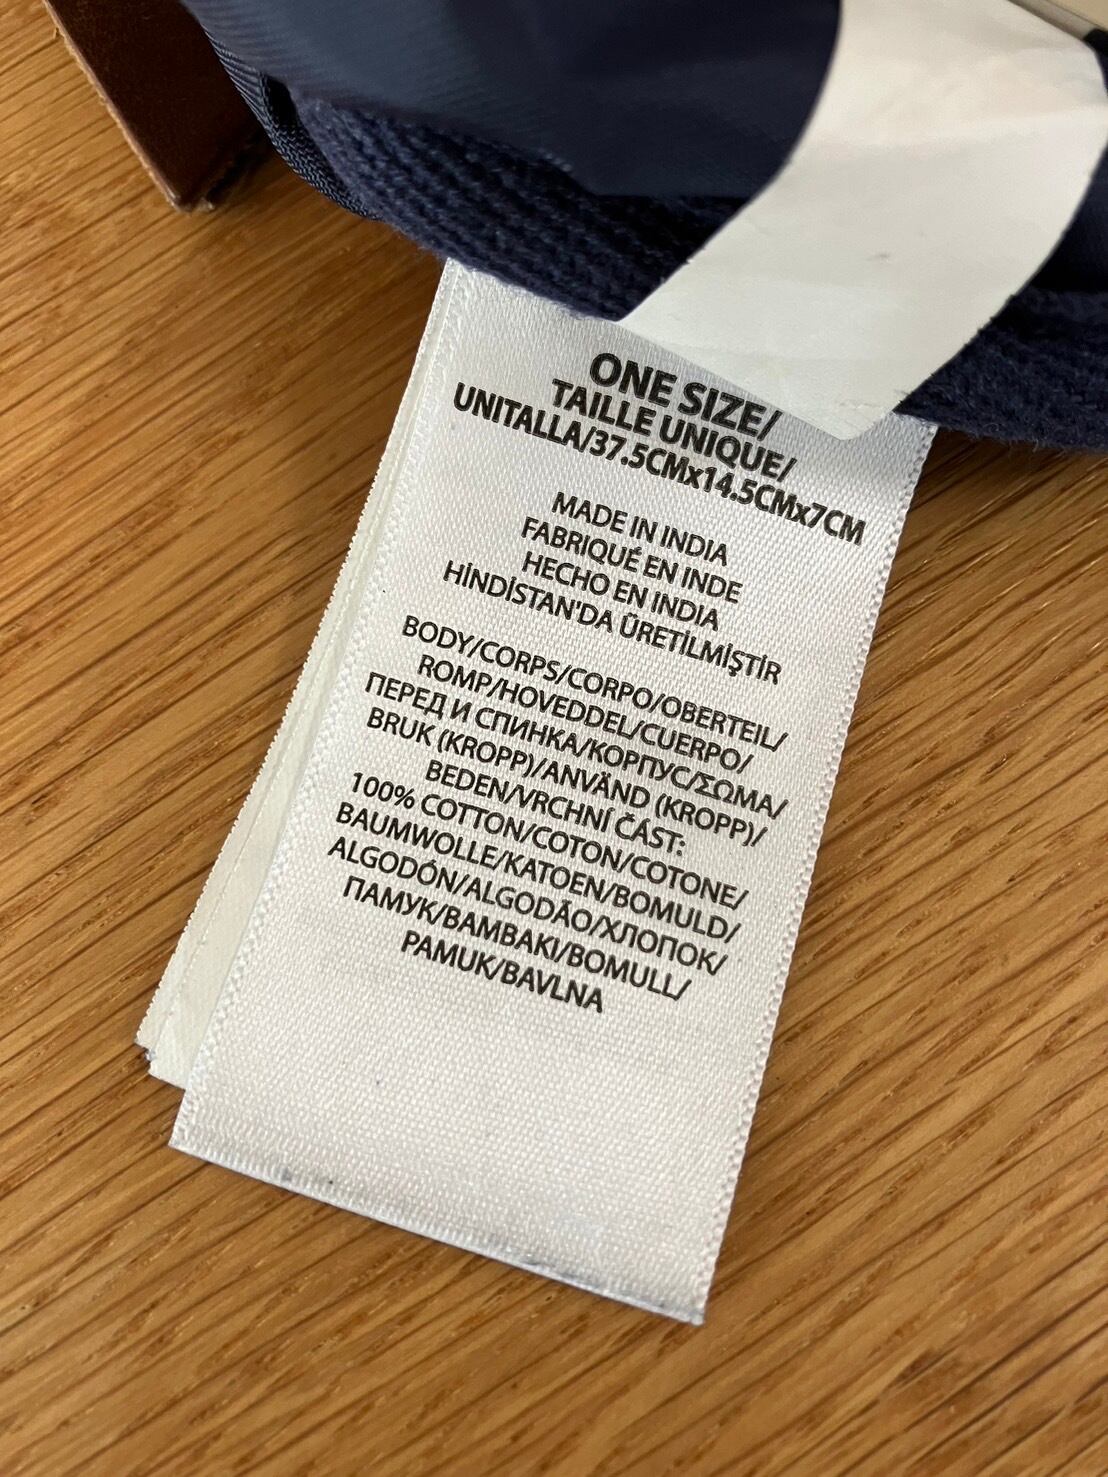 ONE SIZE/
TAILLE UNIQUE/
UNITALLA/37.5CMx14.5CMx7CM
MADE IN INDIA
FABRIQUÉ EN INDE
HECHO EN INDIA
HİNDİSTAN'DA ÜRETİLMİŞTİR
BODY/CORPS/CORPO/OBERTEIL/
ROMP/HOVEDDEL/CUERPO/
ПЕРЕД И СПИНКА/КОРПУС/ΣΩΜΑ/
BRUK (KROPP)/ANVÄND (KROPP)/
BEDEN/VRCHNÍ ČÁST:
100% COTTON/COTON/COTONE/
BAUMWOLLE/KATOEN/BOMULD/
ALGODÓN/ALGODÃO/ХЛОПОК/
ПАМУК/ΒΑΜΒΑΚΙ/BOMULL/
PAMUK/BAVLNA